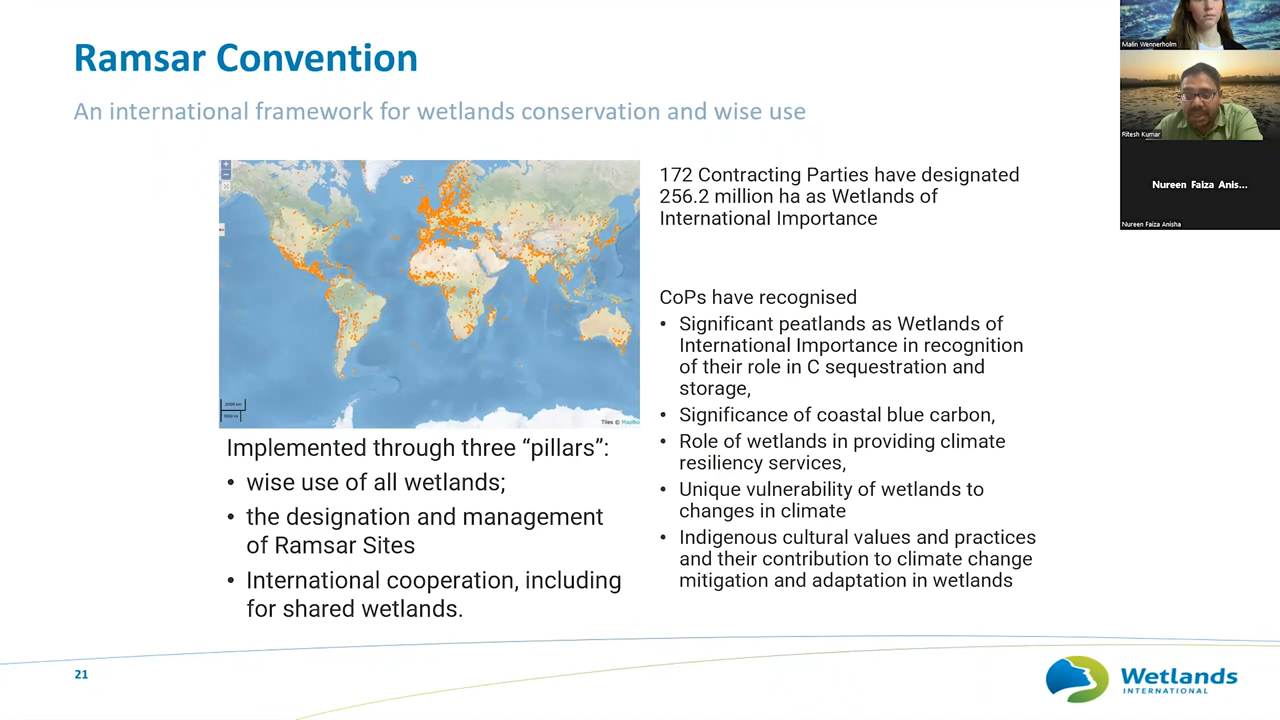 Ramsar Convention
An international framework for wetlands conservation and wise use
Tiles © MapBo
Implemented through three “pillars”:
• wise use of all wetlands;
• the designation and management
of Ramsar Sites
• International cooperation, including
for shared wetlands.
172 Contracting Parties have designated
256.2 million ha as Wetlands of
International Importance
CoPs have recognised
• Significant peatlands as Wetlands of
International Importance in recognition
of their role in C sequestration and
storage,
• Significance of coastal blue carbon,
• Role of wetlands in providing climate
resiliency services,
• Unique vulnerability of wetlands to
changes in climate
• Indigenous cultural values and practices
and their contribution to climate change
mitigation and adaptation in wetlands
Malin Wennerholm
Ritesh Kumar
Nureen Faiza Anis...
Nureen Faiza Anisha
21
Wetlands
INTERNATIONAL